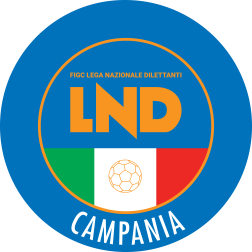 FIGC LEGA NAZIONALE DILETTANTI
LND
CAMPANIA